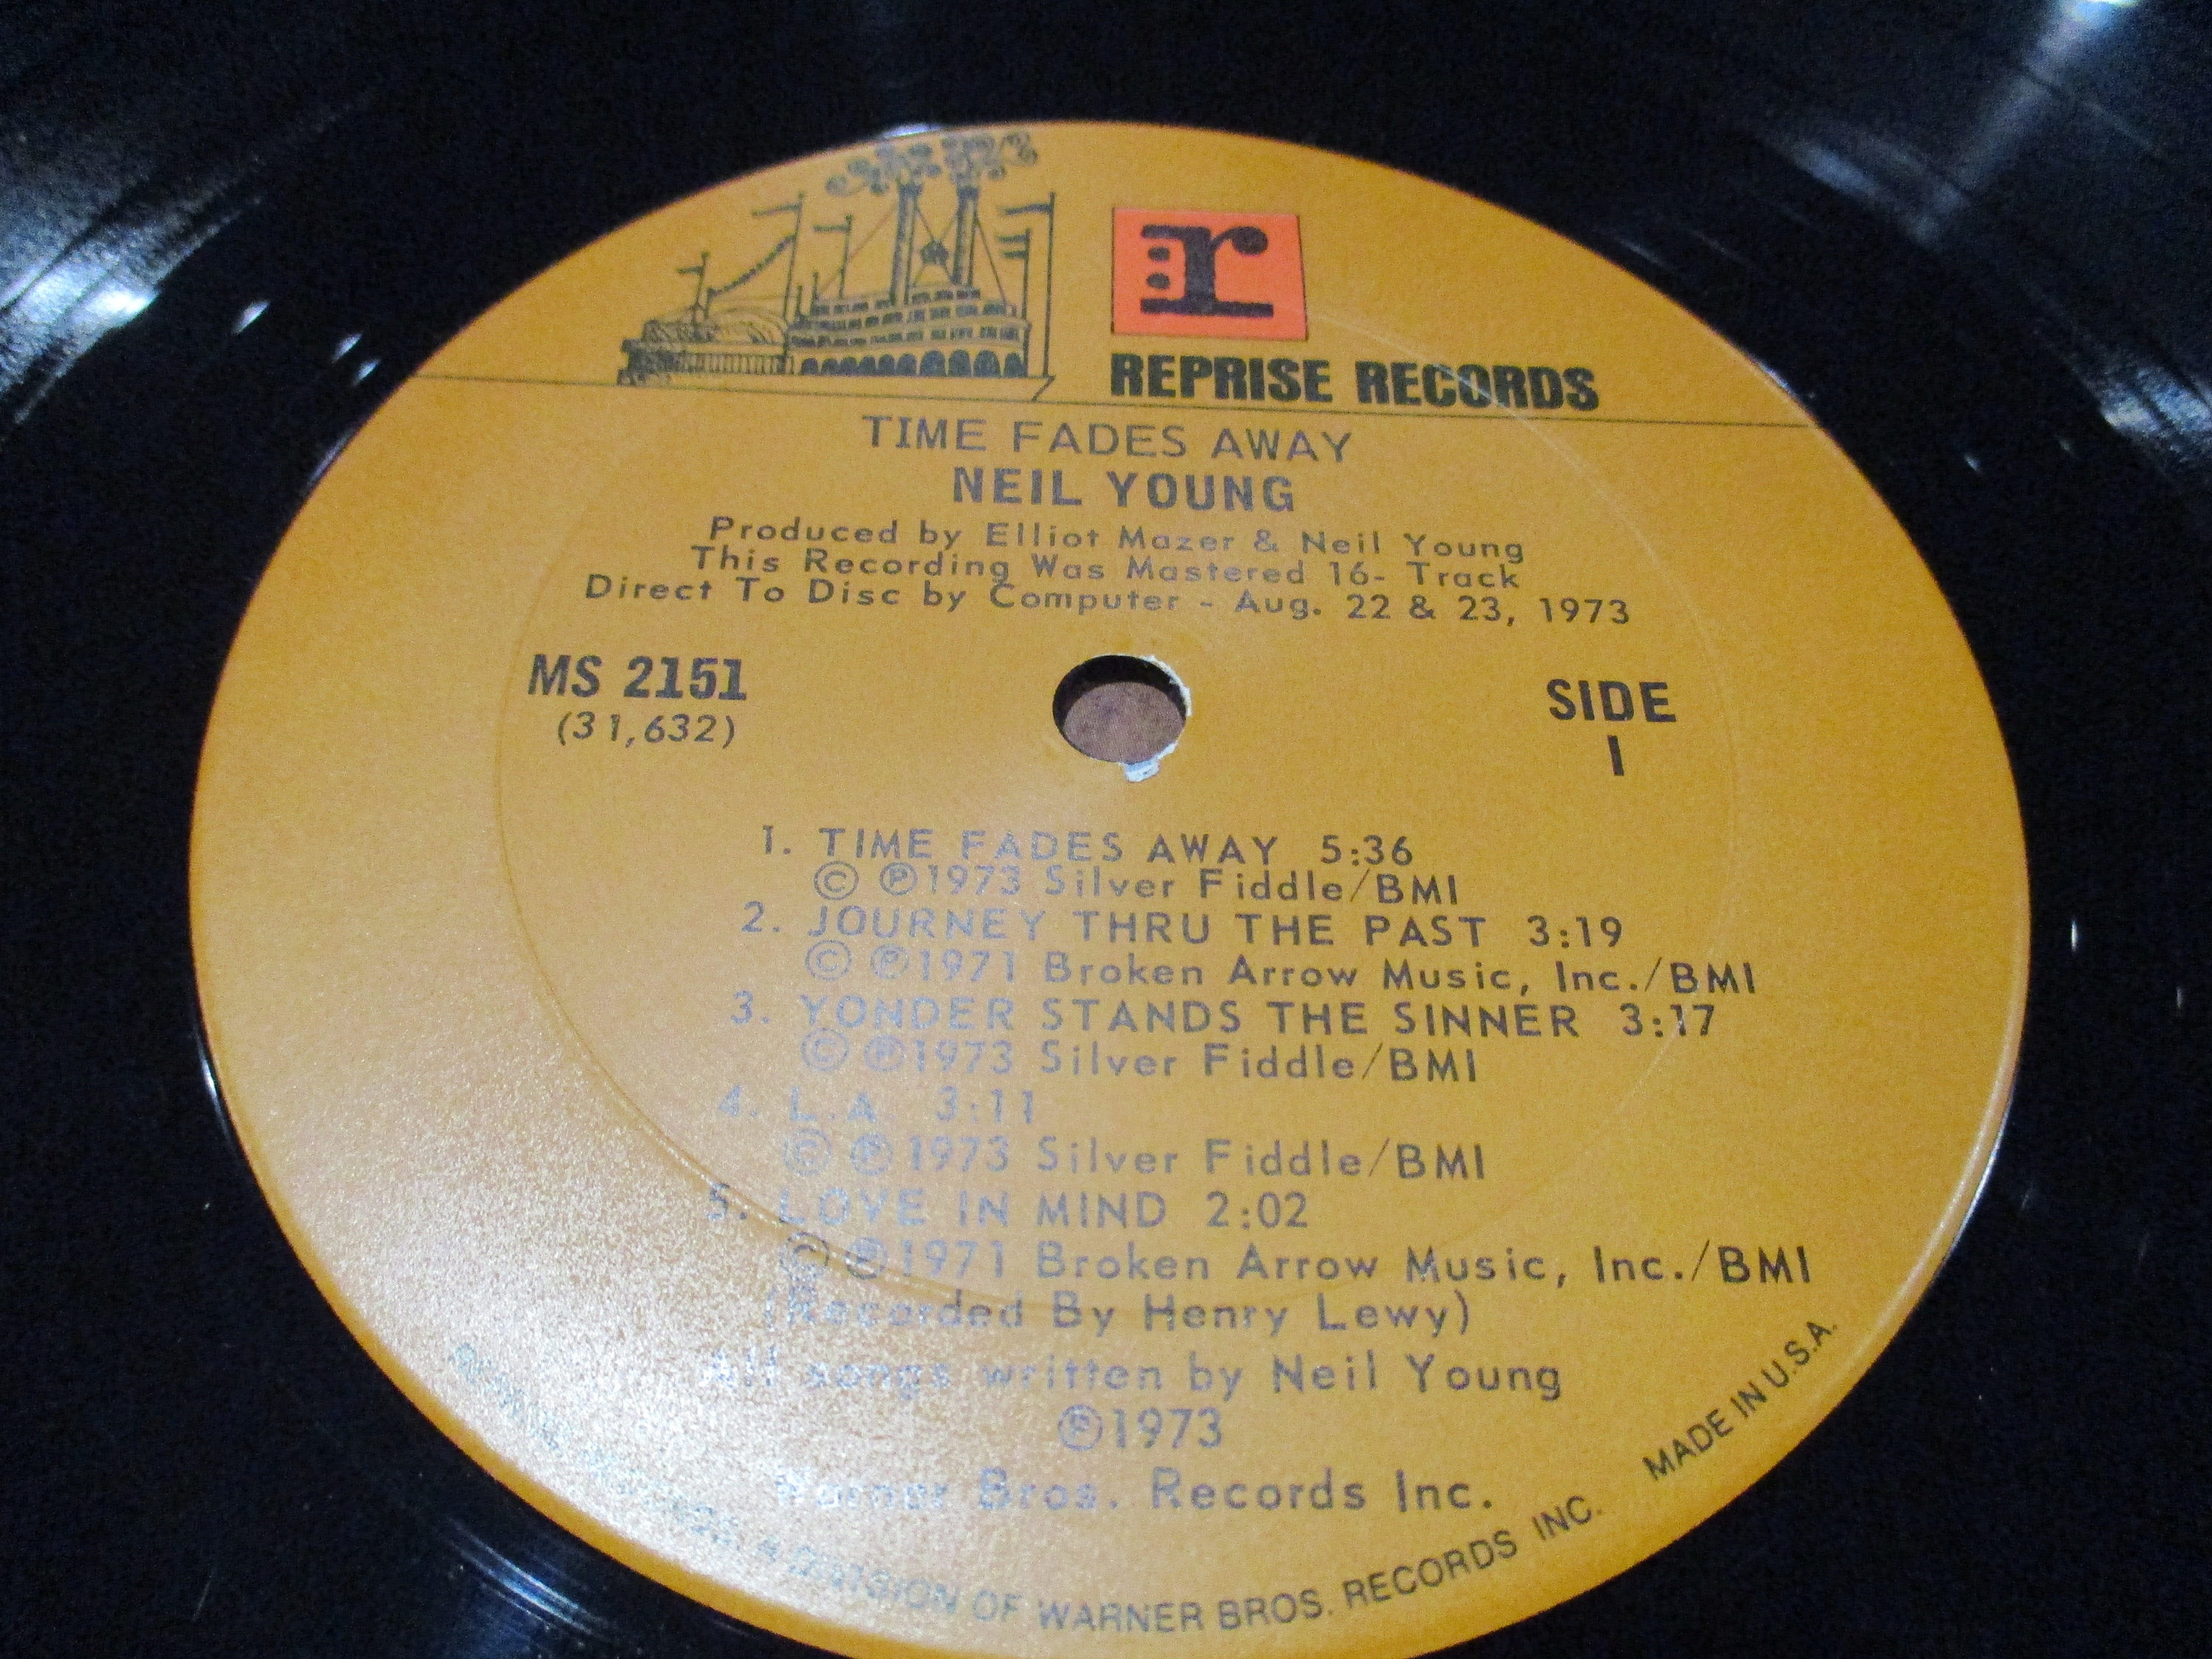 r
REPRISE RECORDS
TIME FADES AWAY
NEIL YOUNG
Produced by Elliot Mazer & Neil Young
This Recording Was Mastered 16- Track
Direct To Disc by Computer - Aug. 22 & 23, 1973
MS 2151
(31,632)
SIDE
1
1. TIME FADES AWAY 5:36
© ℗1973 Silver Fiddle/BMI
2. JOURNEY THRU THE PAST 3:19
© ℗1971 Broken Arrow Music, Inc./BMI
3. YONDER STANDS THE SINNER 3:17
© ℗1973 Silver Fiddle/BMI
4. L.A. 3:11
© ℗1973 Silver Fiddle/BMI
5. LOVE IN MIND 2:02
© ℗1971 Broken Arrow Music, Inc./BMI
(Recorded By Henry Lewy)
All songs written by Neil Young
℗1973
Warner Bros. Records Inc.
REPRISE RECORDS, A DIVISION OF WARNER BROS. RECORDS INC. MADE IN U.S.A.